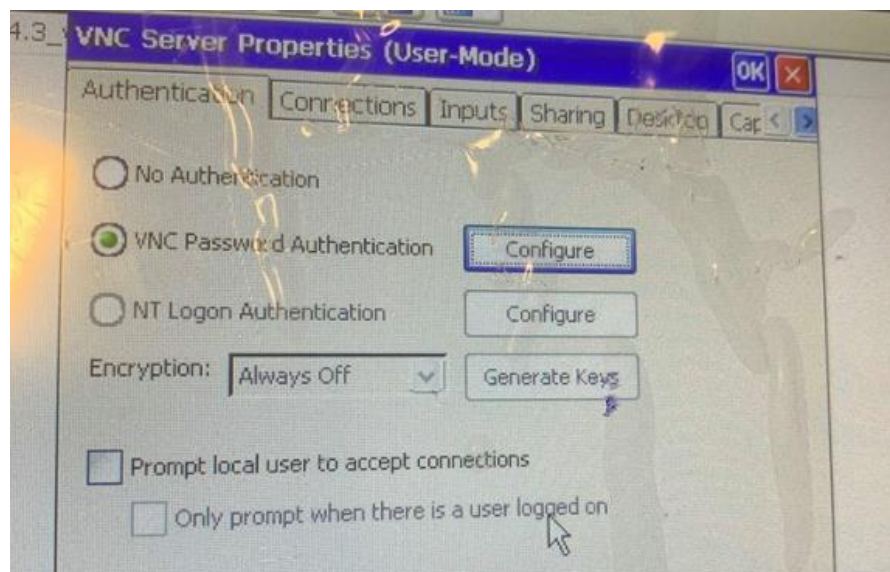 4.3_
VNC Server Properties (User-Mode)
OK
Authentication Connections Inputs Sharing Desktop Cap
No Authentication
VNC Password Authentication Configure
NT Logon Authentication Configure
Encryption: Always Off Generate Keys
Prompt local user to accept connections
Only prompt when there is a user logged on